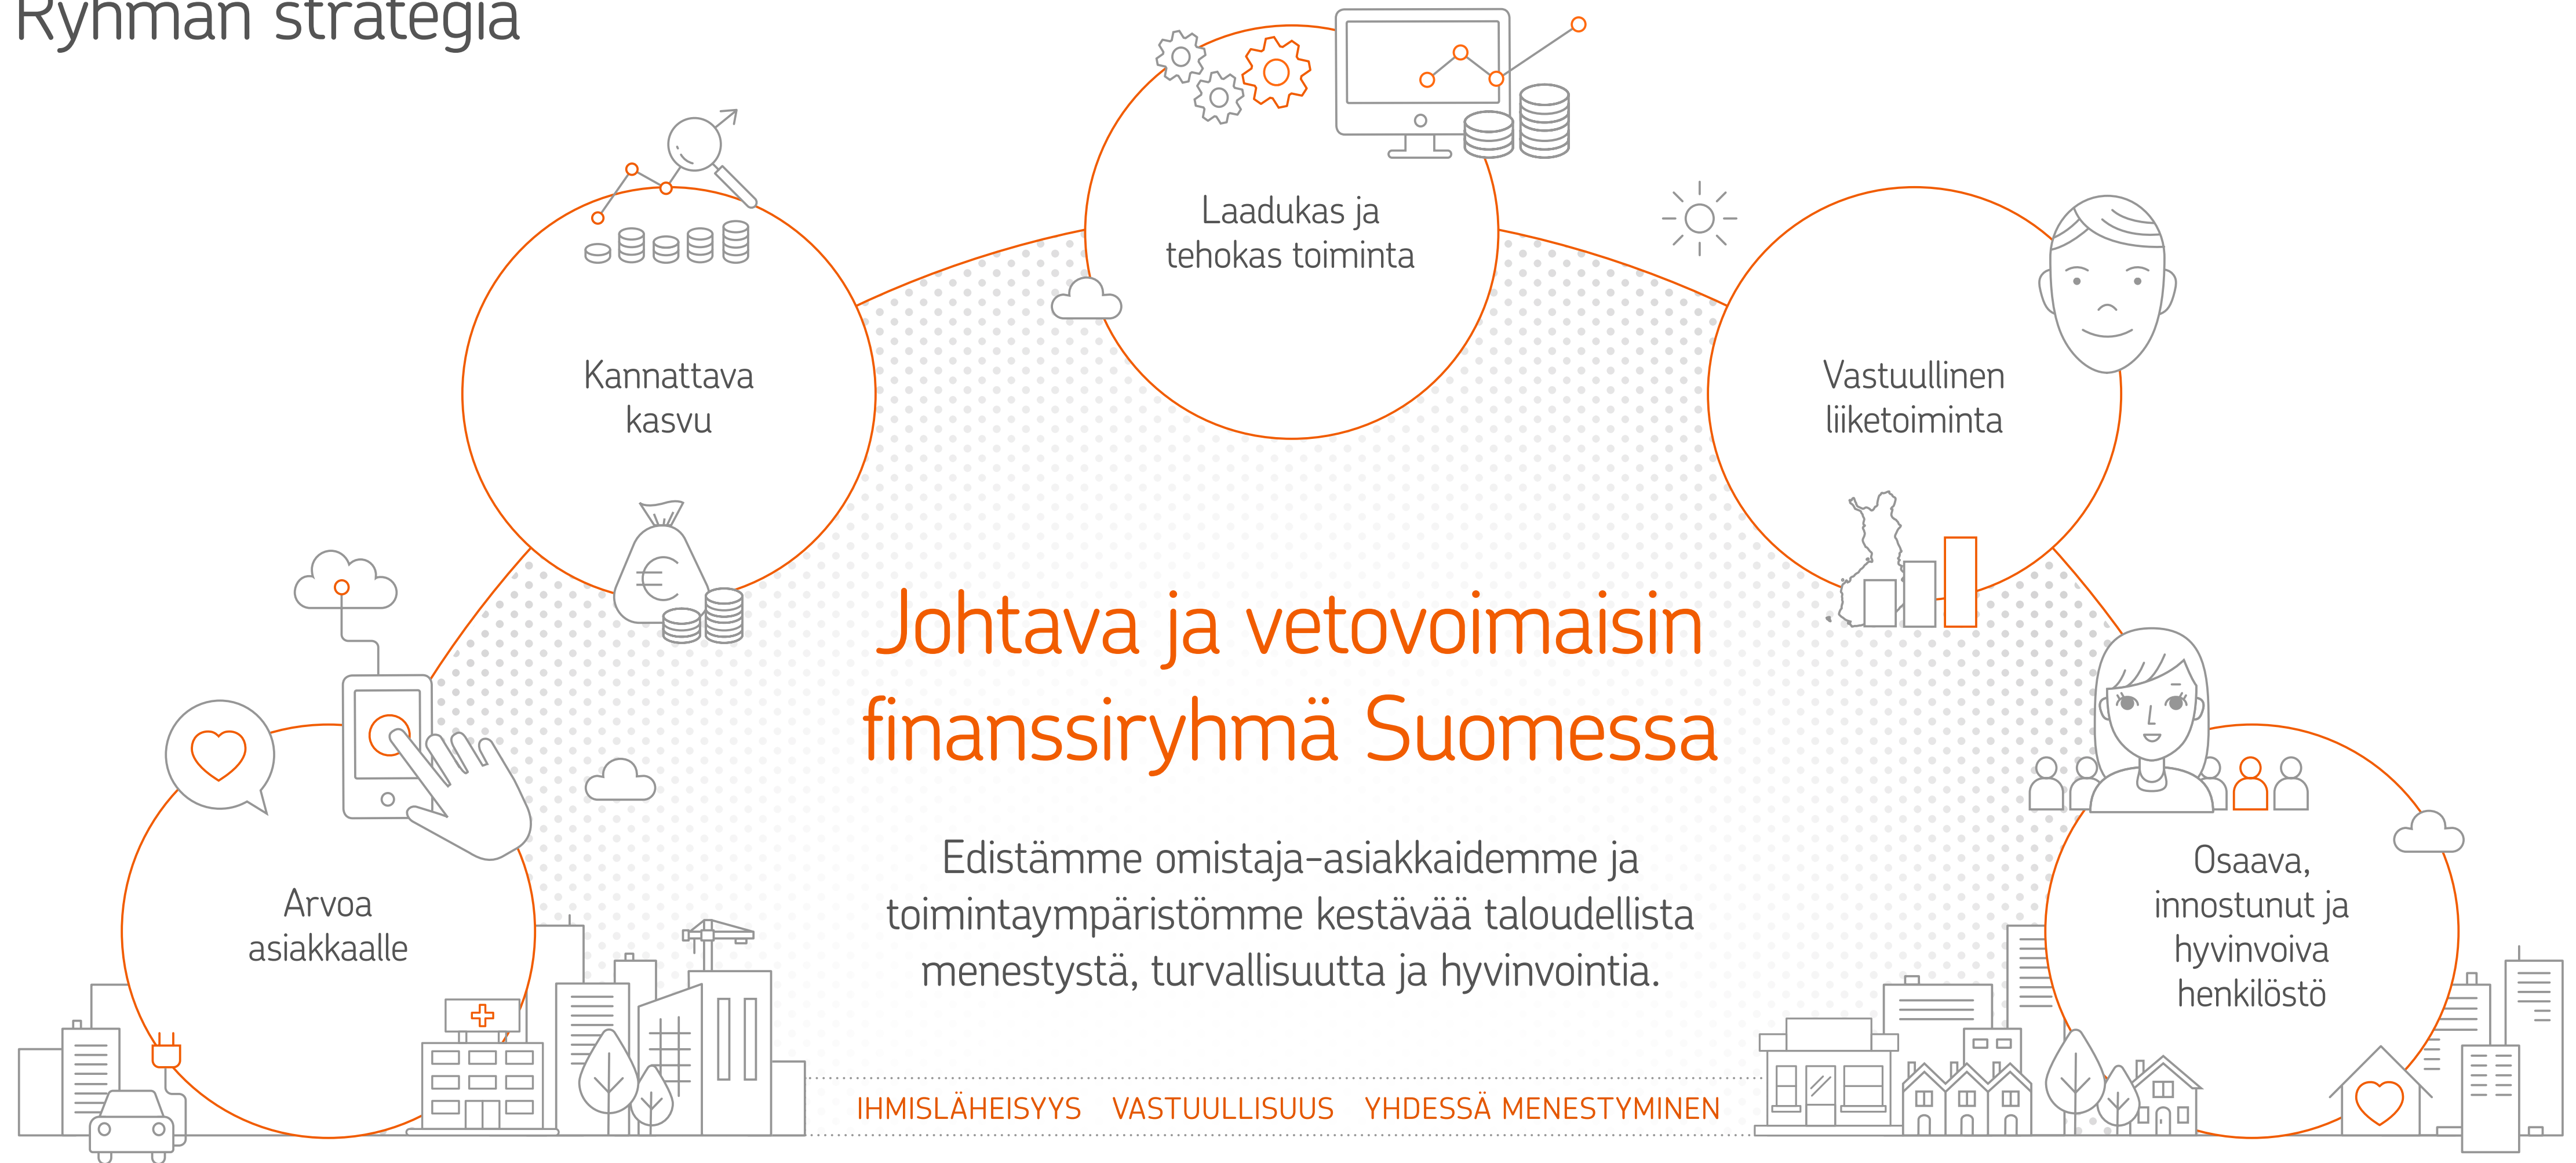 Ryhmän strategia
Laadukas ja
tehokas toiminta
Kannattava
kasvu
Vastuullinen
liiketoiminta
Johtava ja vetovoimaisin
finanssiryhmä Suomessa
Edistämme omistaja-asiakkaidemme ja
toimintaympäristömme kestävää taloudellista
menestystä, turvallisuutta ja hyvinvointia.
Arvoa
asiakkaalle
Osaava,
innostunut ja
hyvinvoiva
henkilöstö
IHMISLÄHEISYYS VASTUULLISUUS YHDESSÄ MENESTYMINEN